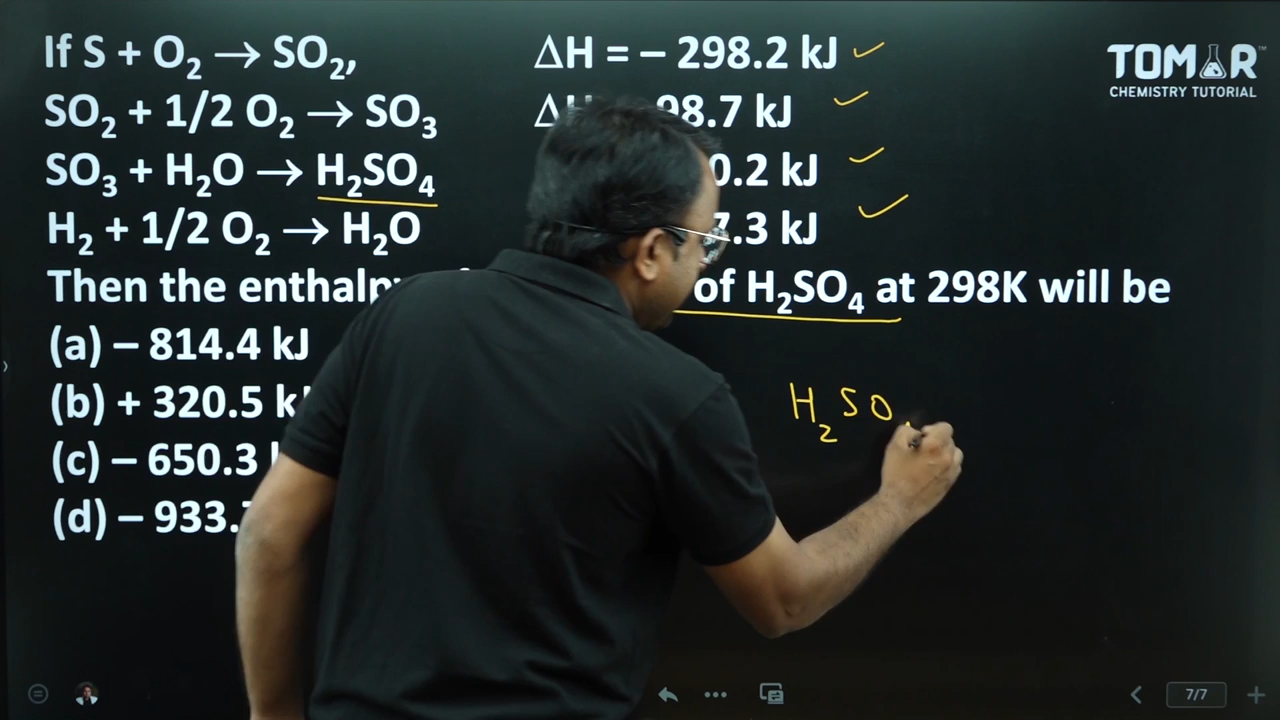 If S + O₂ → SO₂, ΔH = – 298.2 kJ
SO₂ + 1/2 O₂ → SO₃ 98.7 kJ
SO₃ + H₂O → H₂SO₄ 0.2 kJ
H₂ + 1/2 O₂ → H₂O .3 kJ
Then the of H₂SO₄ at 298K will be
(a) – 814.4 kJ
(b) + 320.5
(c) – 650.3
(d) – 933.
H₂SO
TOMAR
CHEMISTRY TUTORIAL
7/7